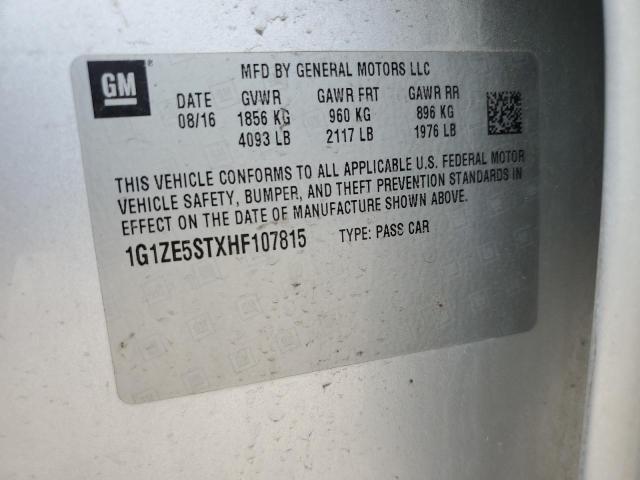 GM
MFD BY GENERAL MOTORS LLC
DATE GVWR GAWR FRT GAWR RR
08/16 1856 KG 960 KG 896 KG
4093 LB 2117 LB 1976 LB
THIS VEHICLE CONFORMS TO ALL APPLICABLE U.S. FEDERAL MOTOR
VEHICLE SAFETY, BUMPER, AND THEFT PREVENTION STANDARDS IN
EFFECT ON THE DATE OF MANUFACTURE SHOWN ABOVE.
1G1ZE5STXHF107815 TYPE: PASS CAR